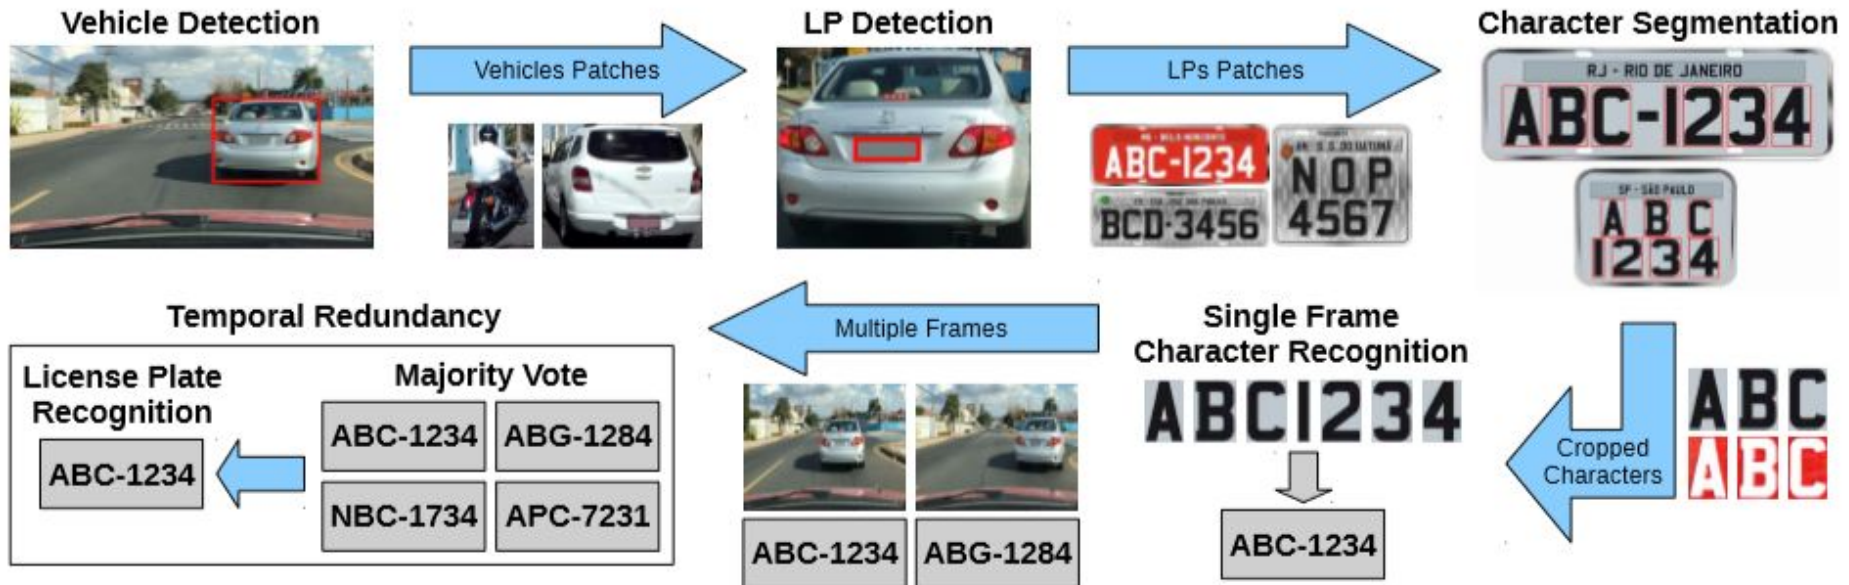 Vehicle Detection
Vehicles Patches
LP Detection
LPs Patches
ABC-1234
BCD-3456
NOP
4567
Character Segmentation
RJ - RIO DE JANEIRO
ABC-1234
SP - SÃO PAULO
ABC
1234
Cropped
Characters
ABC
ABC
Single Frame
Character Recognition
ABC1234
ABC-1234
Multiple Frames
ABC-1234
ABG-1284
Temporal Redundancy
Majority Vote
ABC-1234
ABG-1284
NBC-1734
APC-7231
License Plate
Recognition
ABC-1234